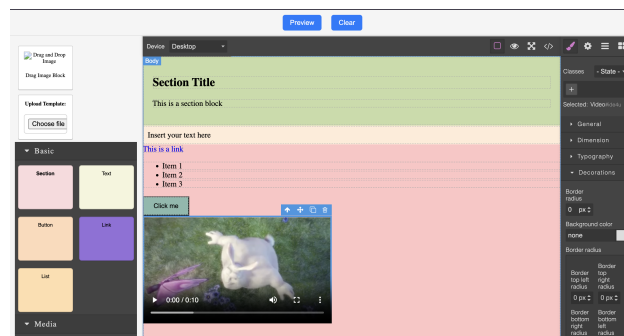 Preview Clear
Drag and Drop
Image
Drag Image Block
Upload Template:
Choose file
Basic
Section
Text
Button
Link
List
Media
Device Desktop
Body
Section Title
This is a section block
Insert your text here
This is a link
• Item 1
• Item 2
• Item 3
Click me
0:00 / 0:10
Classes - State -
+
Selected: Video
General
Dimension
Typography
Decorations
Border
radius
0 px
Background color
none
Border radius
Border
top left
radius
Border
top
right
radius
0 px 0 px
Border
bottom
right
radius
Border
bottom
left
radius